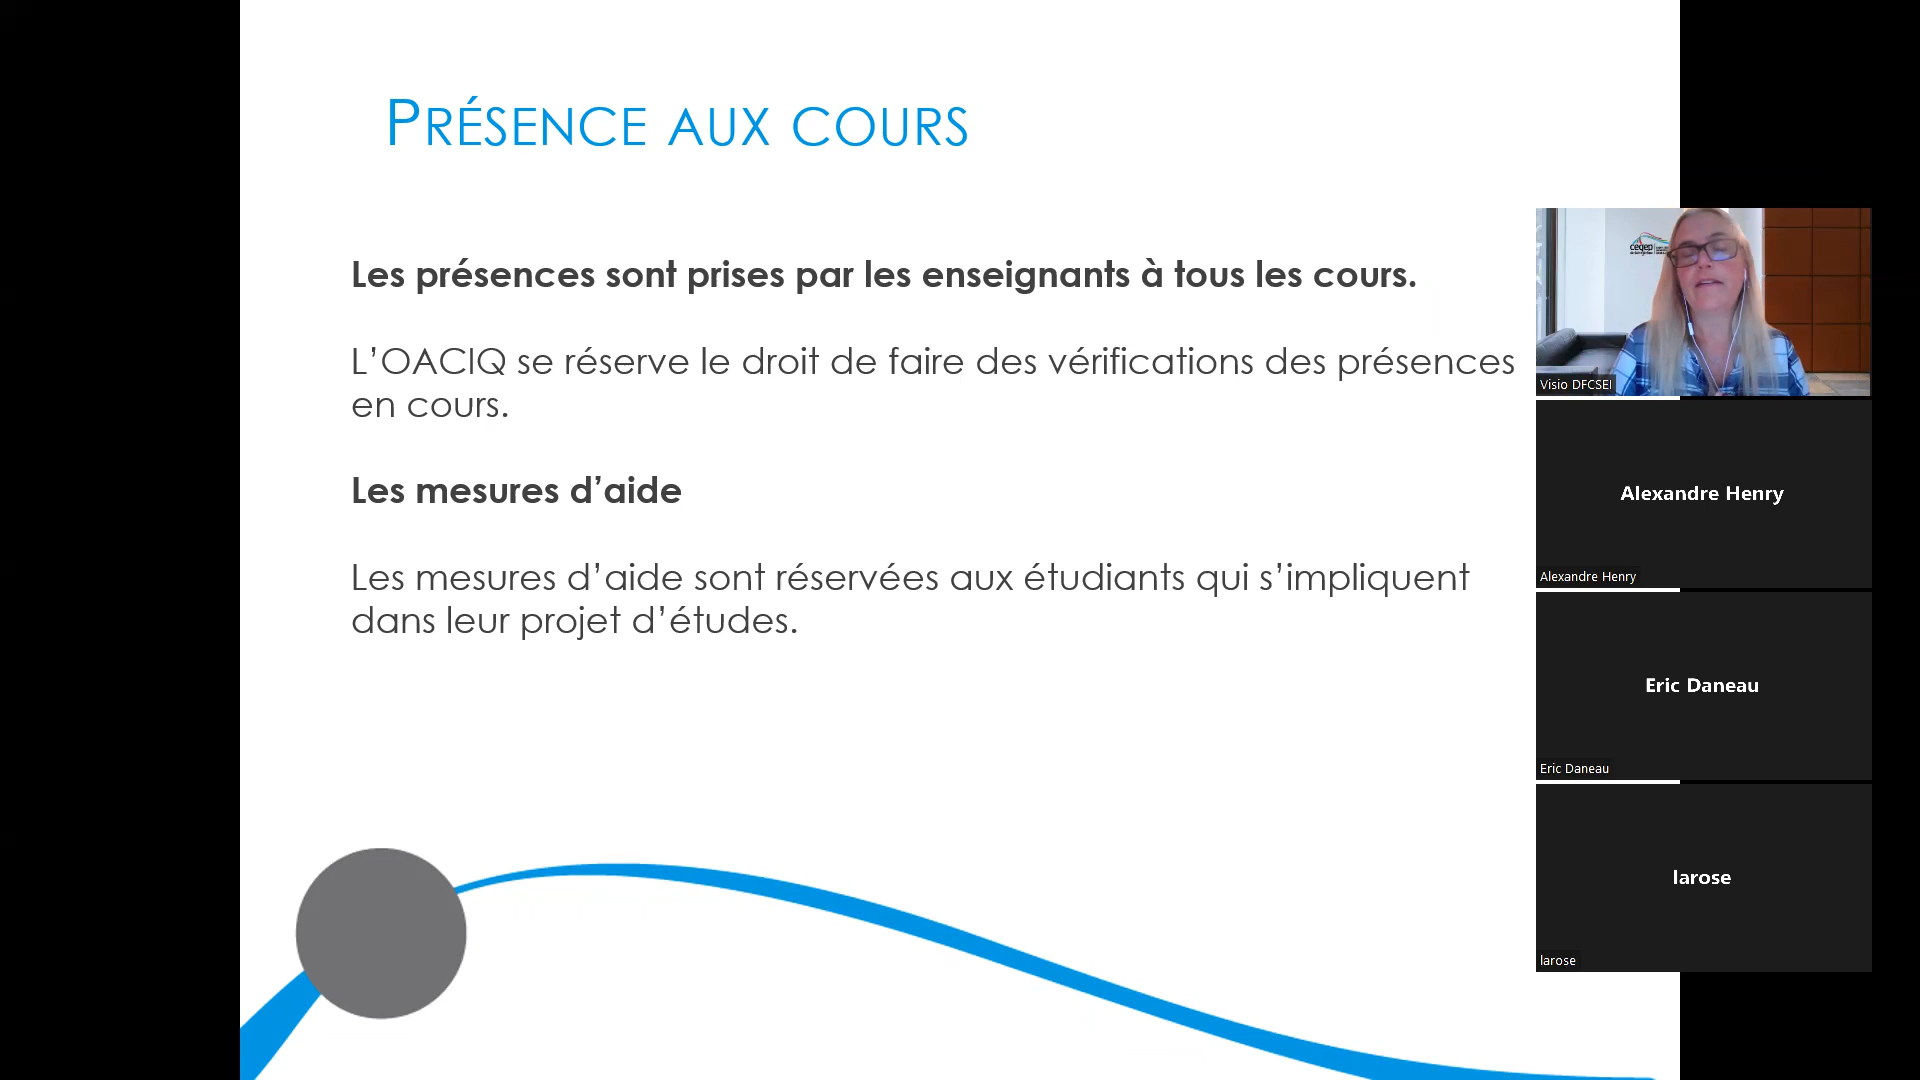 PRÉSENCE AUX COURS
Les présences sont prises par les enseignants à tous les cours.
L’OACIQ se réserve le droit de faire des vérifications des présences
en cours.
Les mesures d’aide
Les mesures d’aide sont réservées aux étudiants qui s’impliquent
dans leur projet d’études.
cegep
Visio DFCSEI
Alexandre Henry
Alexandre Henry
Eric Daneau
Eric Daneau
larose
larose